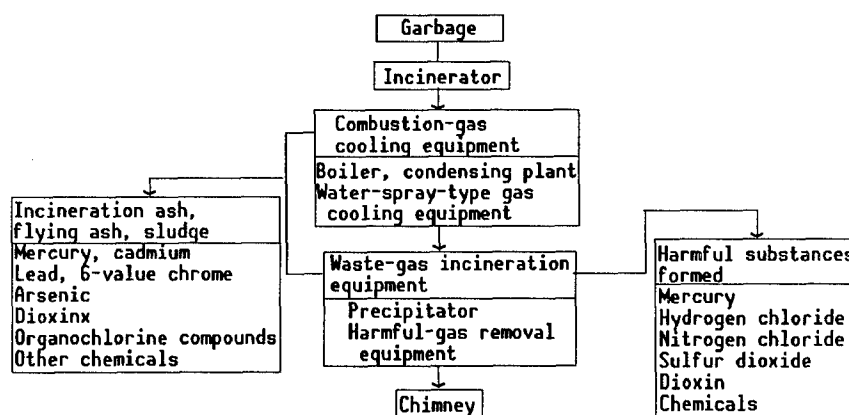 Garbage
Incinerator
Combustion-gas
cooling equipment
Boiler, condensing plant
Water-spray-type gas
cooling equipment
Incineration ash,
flying ash, sludge
Mercury, cadmium
Lead, 6-value chrome
Arsenic
Dioxinx
Organochlorine compounds
Other chemicals
Waste-gas incineration
equipment
Precipitator
Harmful-gas removal
equipment
Harmful substances
formed
Mercury
Hydrogen chloride
Nitrogen chloride
Sulfur dioxide
Dioxin
Chemicals
Chimney